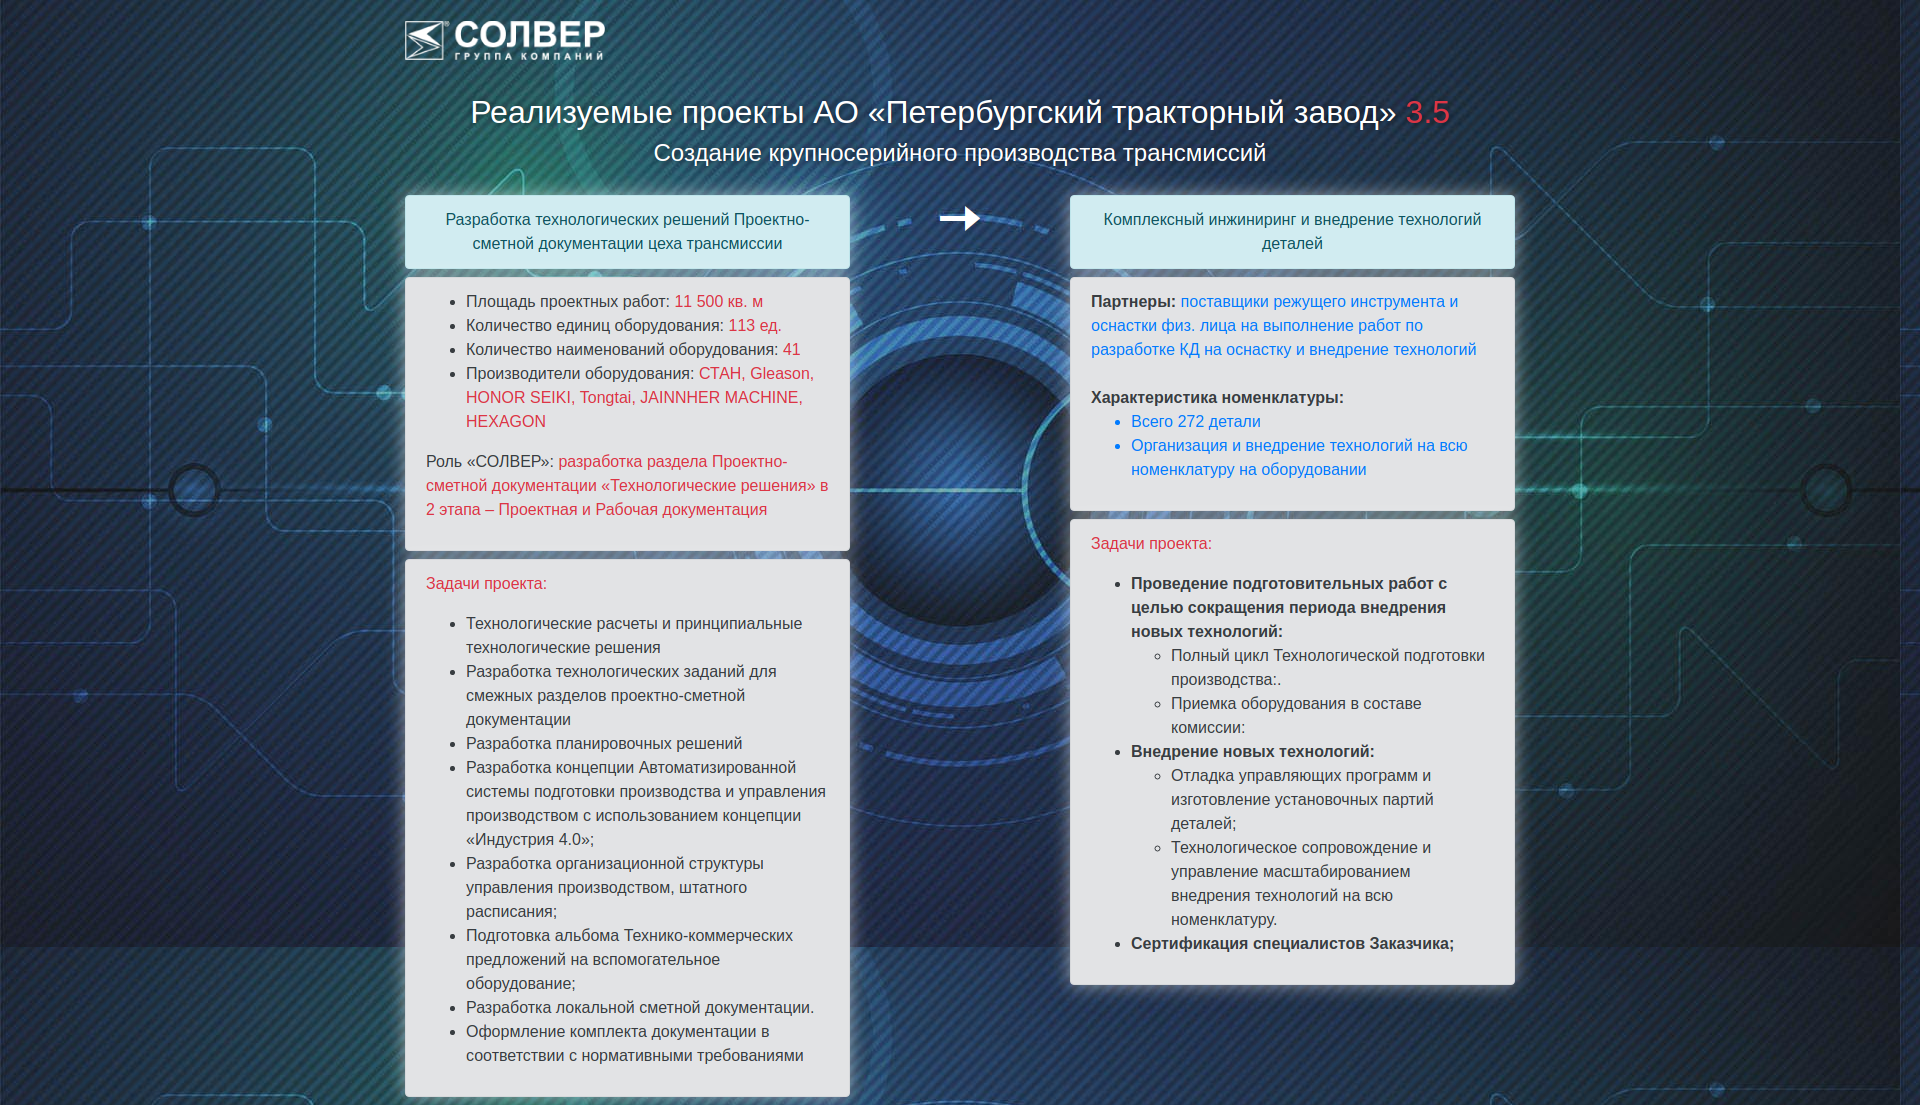 СОЛВЕР
ГРУППА КОМПАНИЙ
Реализуемые проекты АО «Петербургский тракторный завод» 3.5
Создание крупносерийного производства трансмиссий
Разработка технологических решений Проектно-
сметной документации цеха трансмиссии
Площадь проектных работ: 11 500 кв. м
Количество единиц оборудования: 113 ед.
Количество наименований оборудования: 41
Производители оборудования: СТАН, Gleason,
HONOR SEIKI, Tongtai, JAINNHER MACHINE,
HEXAGON
Роль «СОЛВЕР»: разработка раздела Проектно-
сметной документации «Технологические решения» в
2 этапа – Проектная и Рабочая документация
Задачи проекта:
Технологические расчеты и принципиальные
технологические решения
Разработка технологических заданий для
смежных разделов проектно-сметной
документации
Разработка планировочных решений
Разработка концепции Автоматизированной
системы подготовки производства и управления
производством с использованием концепции
«Индустрия 4.0»;
Разработка организационной структуры
управления производством, штатного
расписания;
Подготовка альбома Технико-коммерческих
предложений на вспомогательное
оборудование;
Разработка локальной сметной документации.
Оформление комплекта документации в
соответствии с нормативными требованиями
Комплексный инжиниринг и внедрение технологий
деталей
Партнеры: поставщики режущего инструмента и
оснастки физ. лица на выполнение работ по
разработке КД на оснастку и внедрение технологий
Характеристика номенклатуры:
Всего 272 детали
Организация и внедрение технологий на всю
номенклатуру на оборудовании
Задачи проекта:
Проведение подготовительных работ с
целью сокращения периода внедрения
новых технологий:
Полный цикл Технологической подготовки
производства:.
Приемка оборудования в составе
комиссии:
Внедрение новых технологий:
Отладка управляющих программ и
изготовление установочных партий
деталей;
Технологическое сопровождение и
управление масштабированием
внедрения технологий на всю
номенклатуру.
Сертификация специалистов Заказчика;